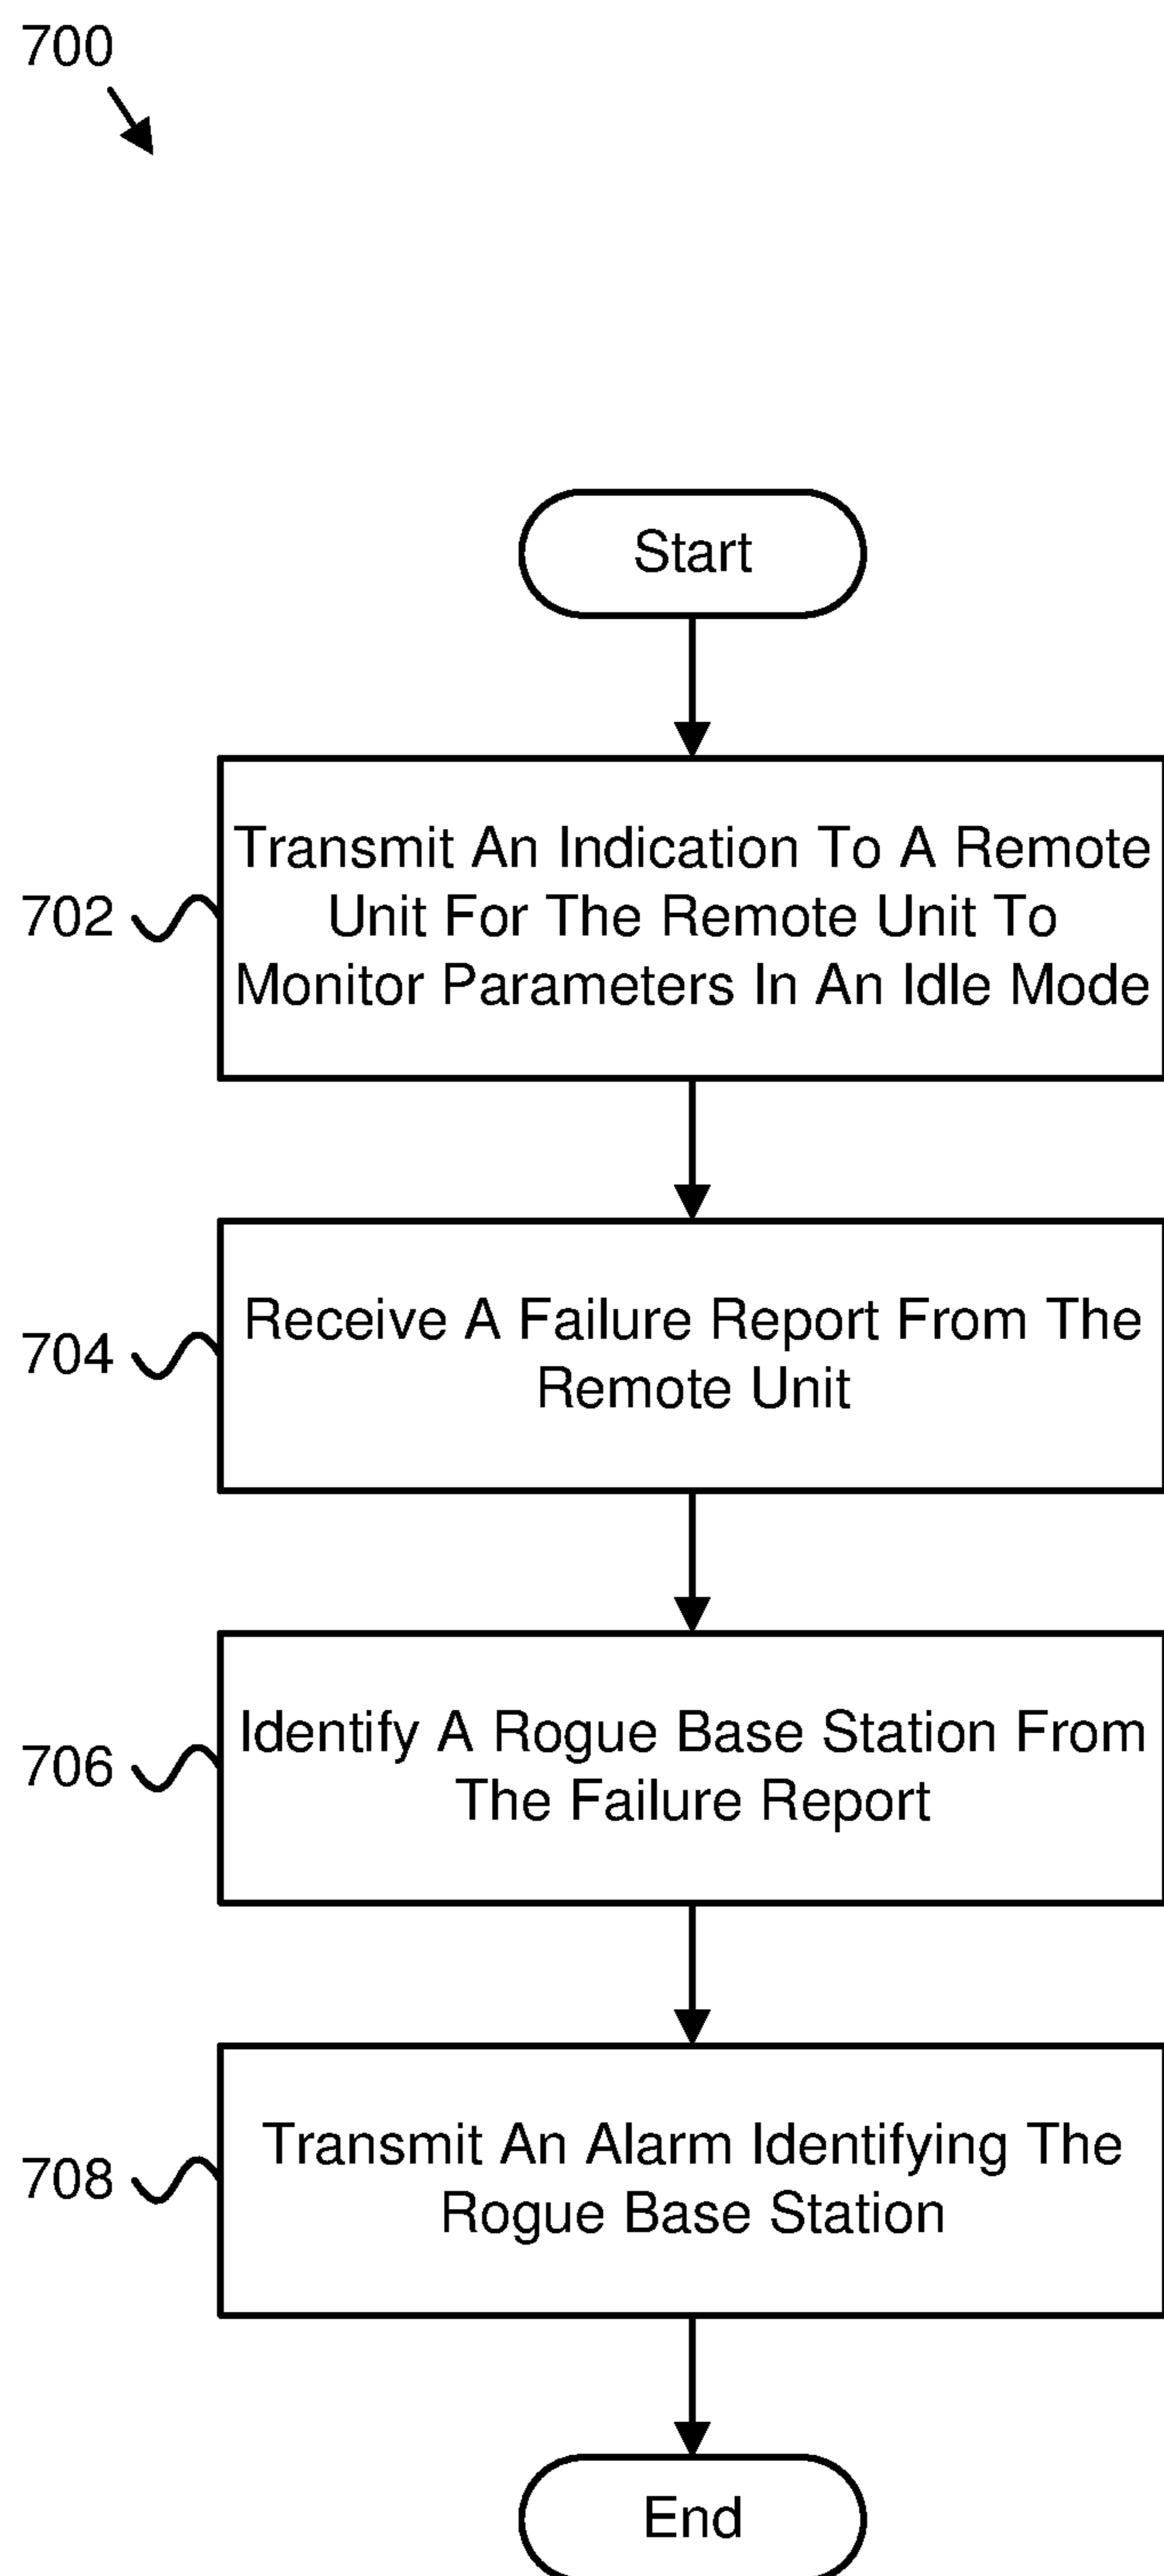 700
Start
702
Transmit An Indication To A Remote
Unit For The Remote Unit To
Monitor Parameters In An Idle Mode
704
Receive A Failure Report From The
Remote Unit
706
Identify A Rogue Base Station From
The Failure Report
708
Transmit An Alarm Identifying The
Rogue Base Station
End